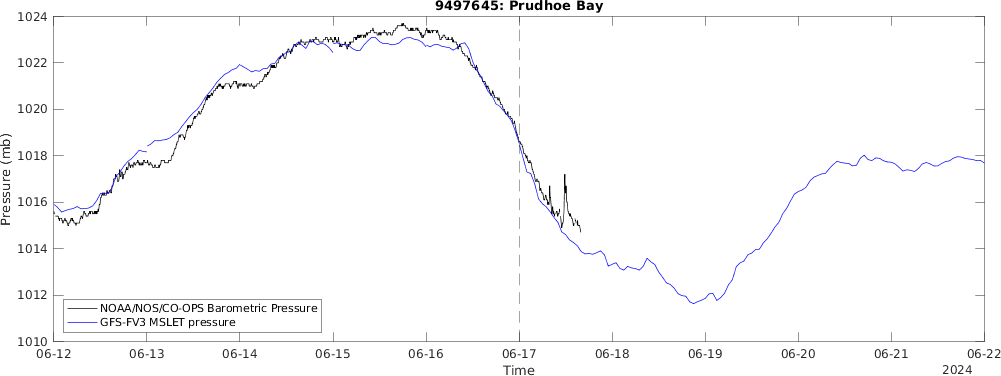 9497645: Prudhoe Bay
1024
1022
1020
1018
1016
1014
1012
1010
Pressure (mb)
NOAA/NOS/CO-OPS Barometric Pressure
GFS-FV3 MSLET pressure
06-12 06-13 06-14 06-15 06-16 06-17 06-18 06-19 06-20 06-21 06-22
Time
2024